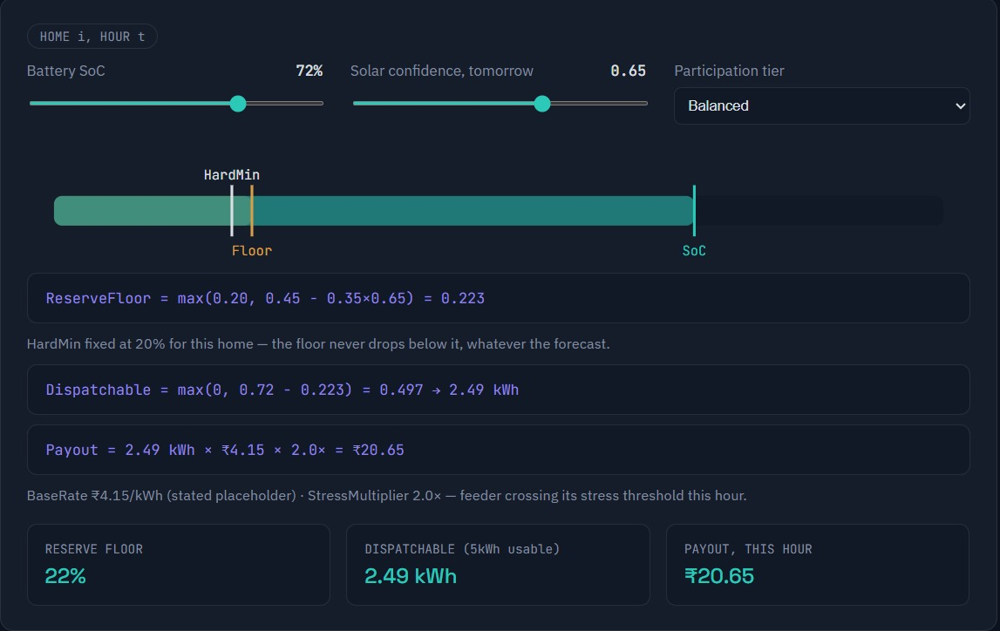 HOME i, HOUR t
Battery SoC 72% Solar confidence, tomorrow 0.65 Participation tier
Balanced
HardMin
Floor SoC
ReserveFloor = max(0.20, 0.45 - 0.35×0.65) = 0.223
HardMin fixed at 20% for this home — the floor never drops below it, whatever the forecast.
Dispatchable = max(0, 0.72 - 0.223) = 0.497 → 2.49 kWh
Payout = 2.49 kWh × ₹4.15 × 2.0× = ₹20.65
BaseRate ₹4.15/kWh (stated placeholder) · StressMultiplier 2.0× — feeder crossing its stress threshold this hour.
RESERVE FLOOR DISPATCHABLE (5kWh usable) PAYOUT, THIS HOUR
22% 2.49 kWh ₹20.65